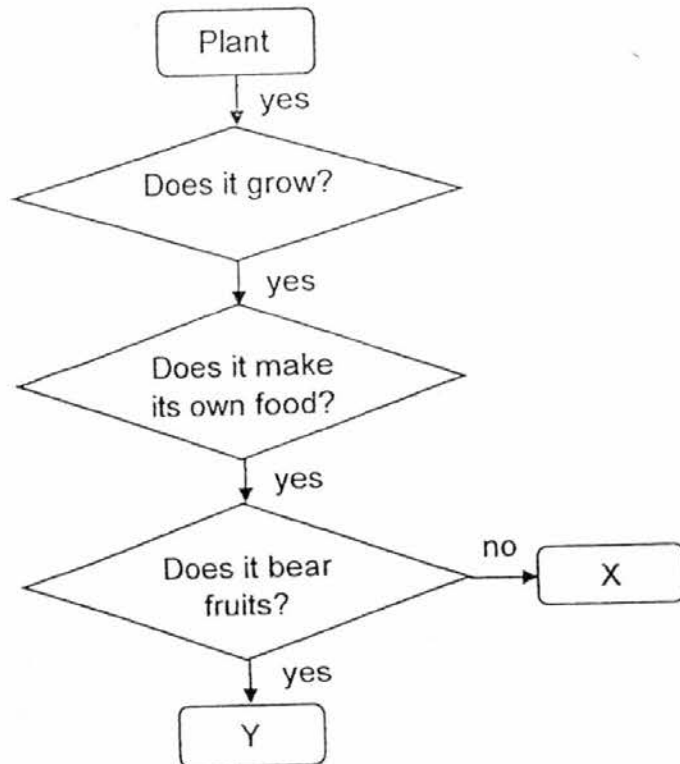 Plant
yes
Does it grow?
yes
Does it make
its own food?
yes
Does it bear
fruits?
no
X
yes
Y